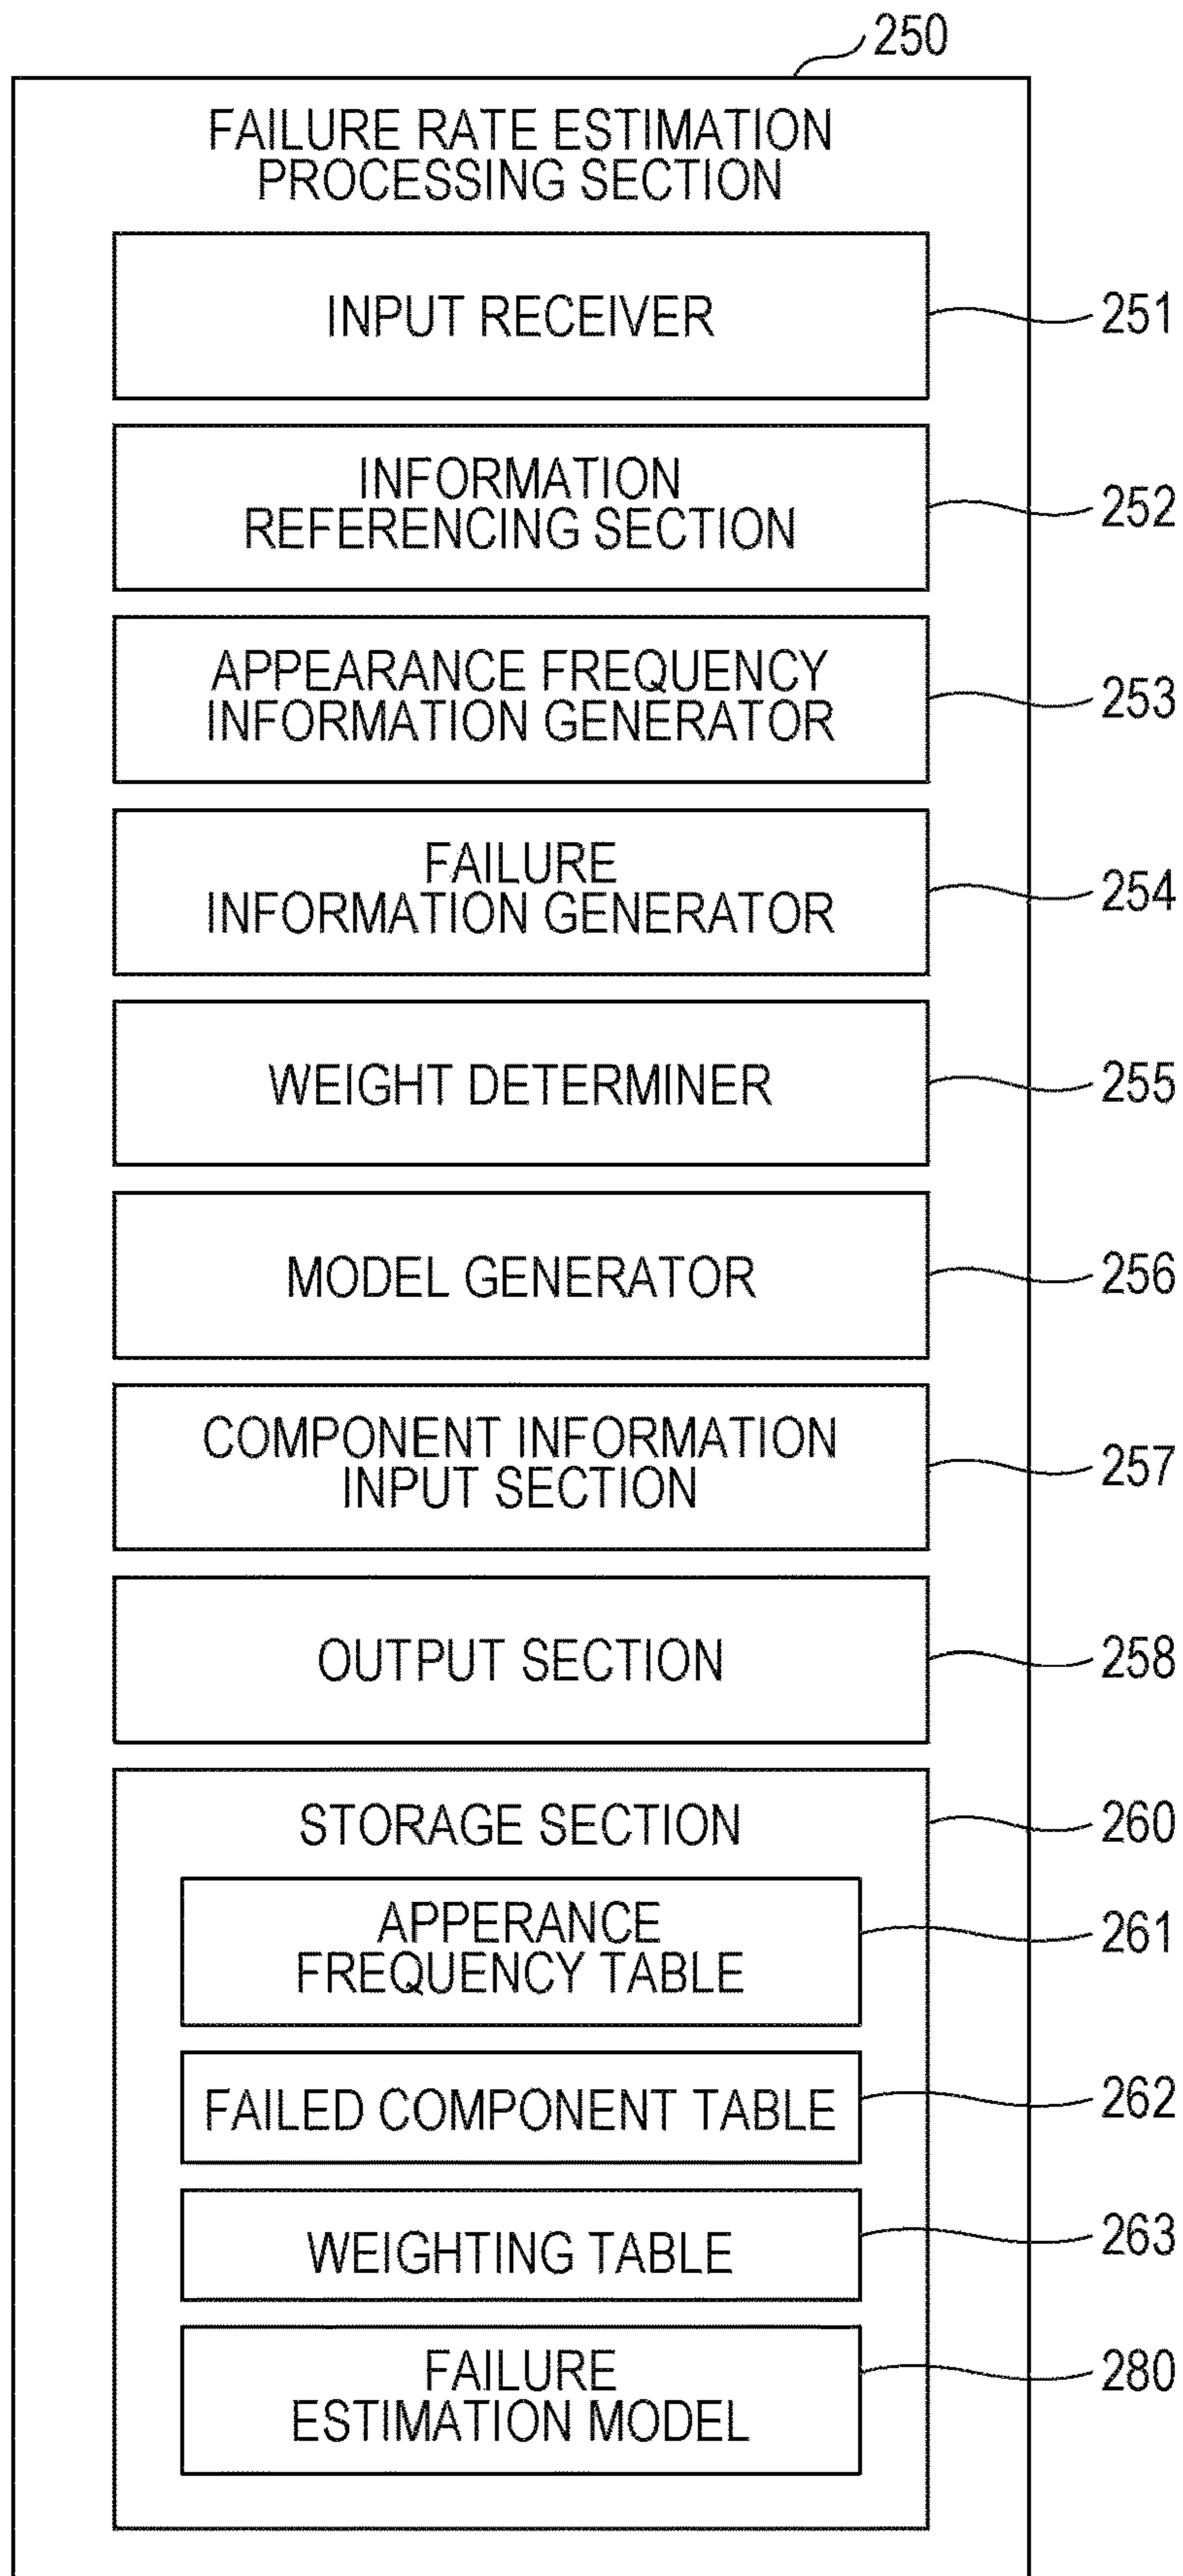 250
FAILURE RATE ESTIMATION
PROCESSING SECTION
INPUT RECEIVER
251
INFORMATION
REFERENCING SECTION
252
APPEARANCE FREQUENCY
INFORMATION GENERATOR
253
FAILURE
INFORMATION GENERATOR
254
WEIGHT DETERMINER
255
MODEL GENERATOR
256
COMPONENT INFORMATION
INPUT SECTION
257
OUTPUT SECTION
258
STORAGE SECTION
260
APPERANCE
FREQUENCY TABLE
261
FAILED COMPONENT TABLE
262
WEIGHTING TABLE
263
FAILURE
ESTIMATION MODEL
280